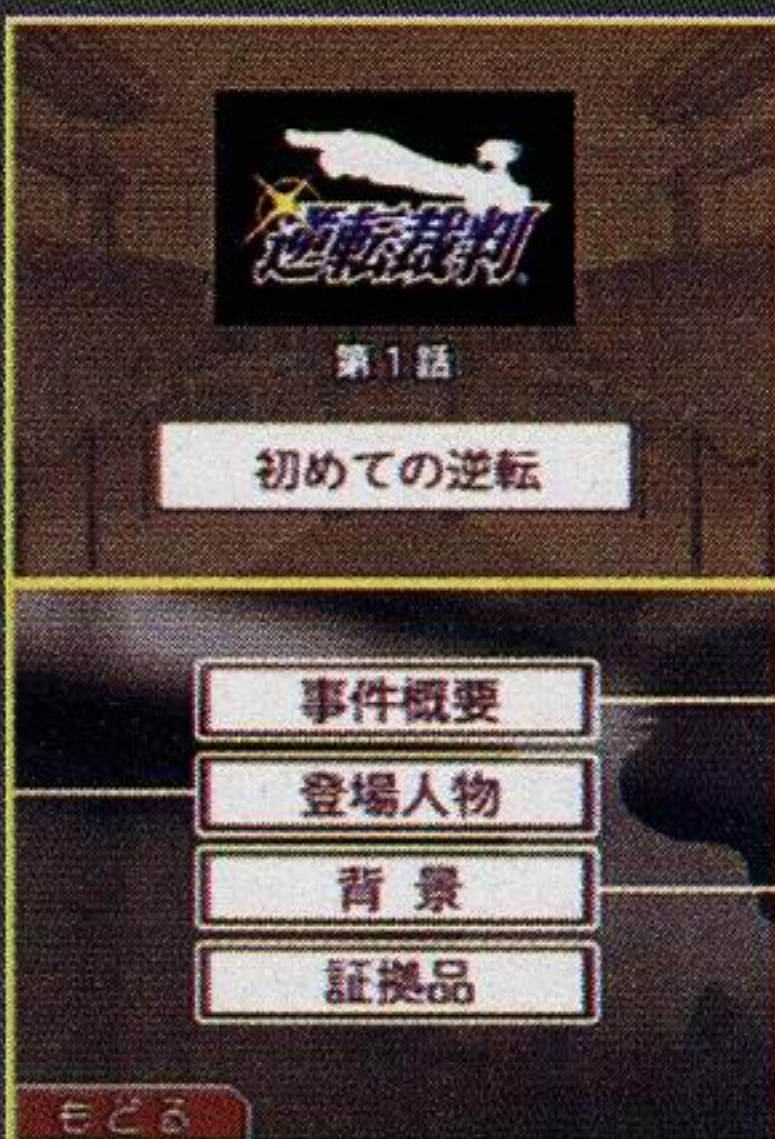 逆転裁判
第1話
初めての逆転
事件概要
登場人物
背景
証拠品
もどる